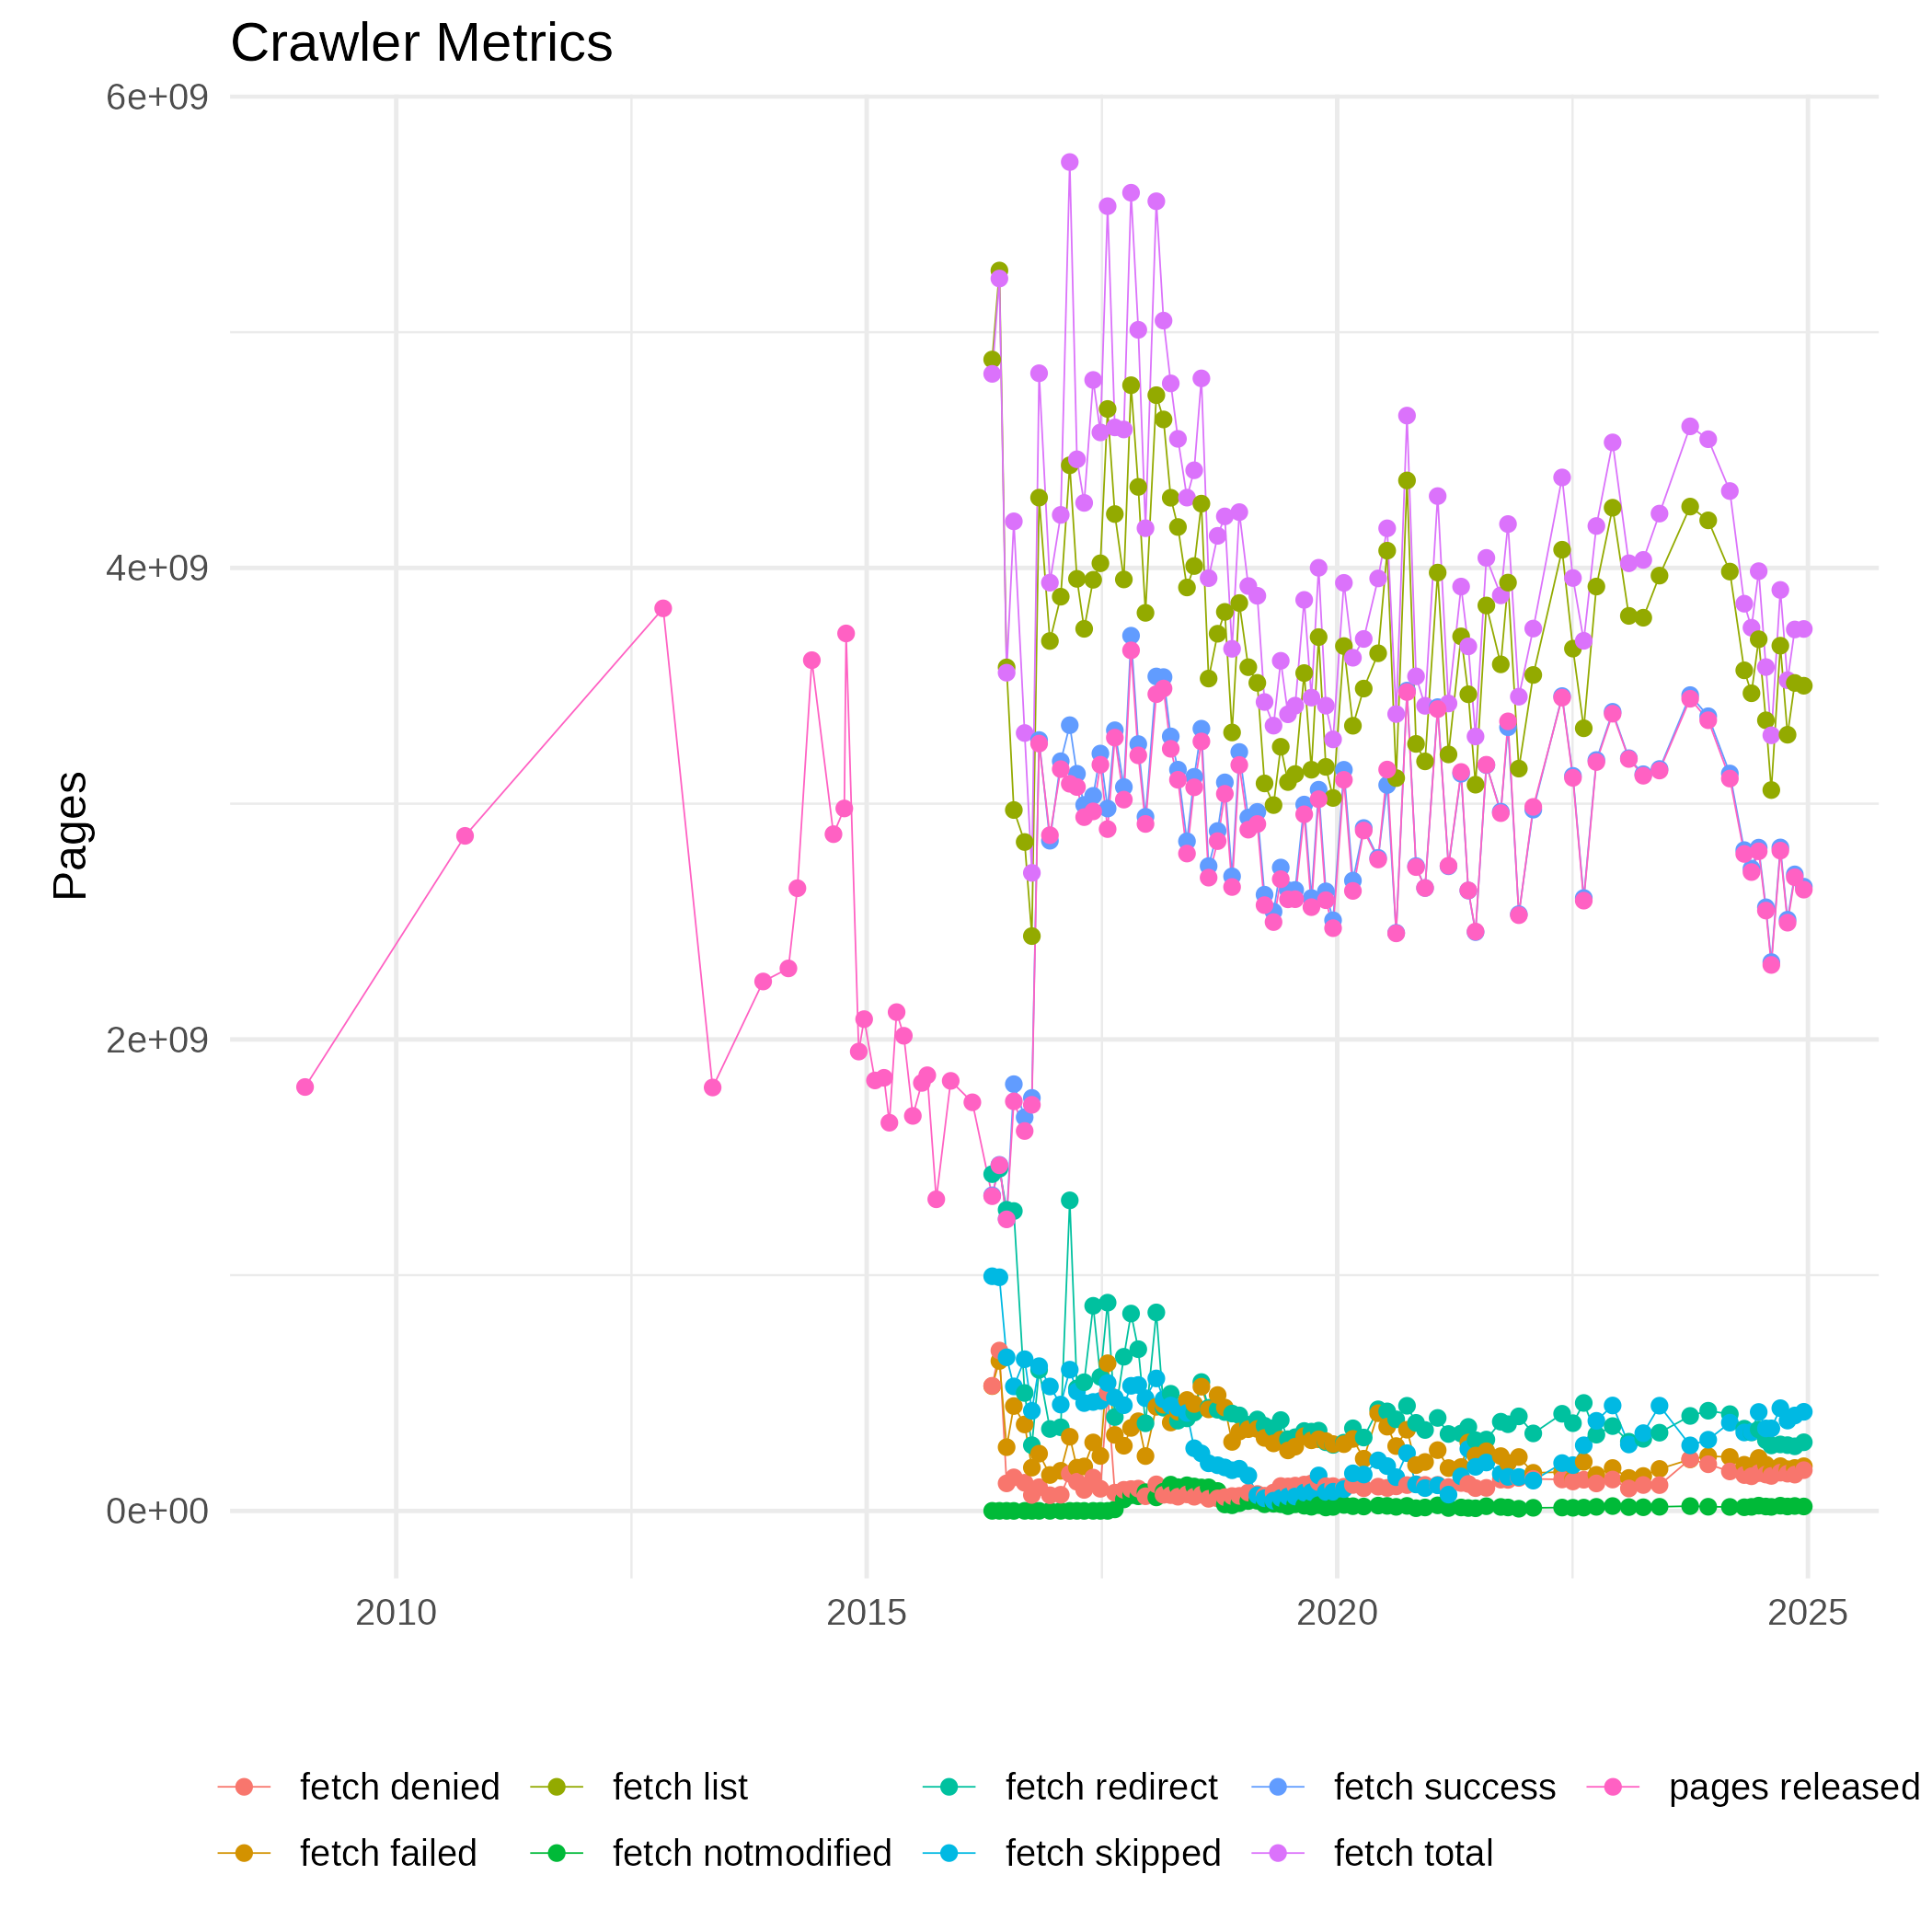 Crawler Metrics
6e+09
4e+09
2e+09
0e+00
Pages
2010 2015 2020 2025
fetch denied fetch list fetch redirect fetch success pages released
fetch failed fetch notmodified fetch skipped fetch total